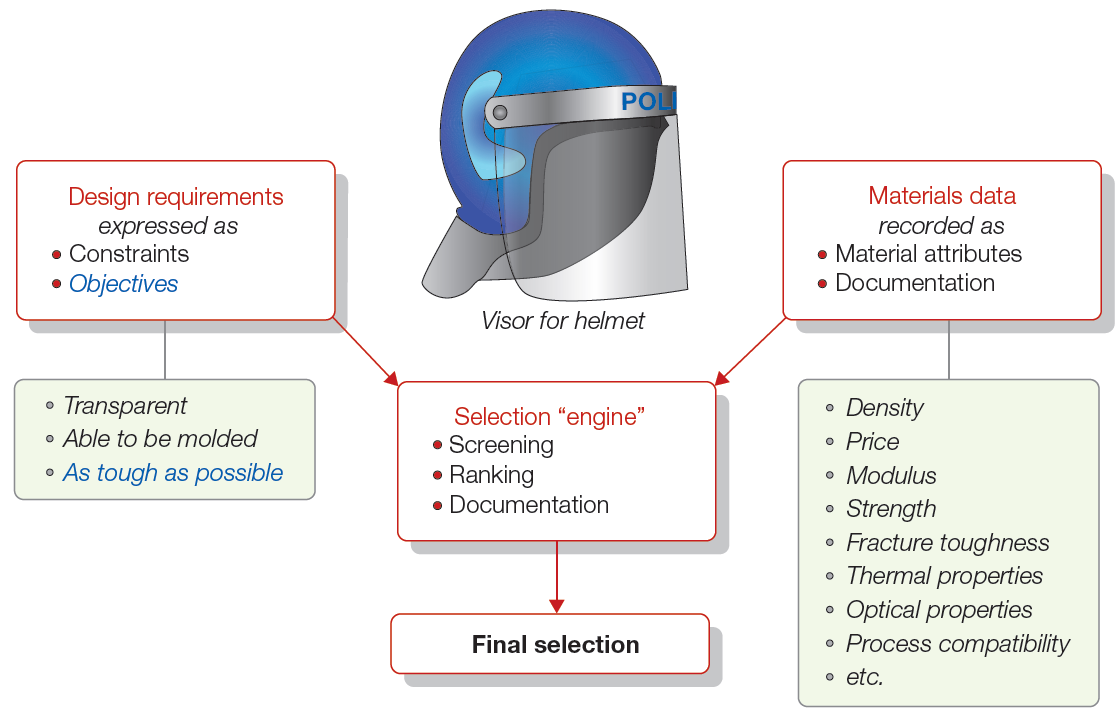 POLI
Design requirements
expressed as
• Constraints
• Objectives
Materials data
recorded as
• Material attributes
• Documentation
Visor for helmet
• Transparent
• Able to be molded
• As tough as possible
Selection “engine”
• Screening
• Ranking
• Documentation
• Density
• Price
• Modulus
• Strength
• Fracture toughness
• Thermal properties
• Optical properties
• Process compatibility
• etc.
Final selection